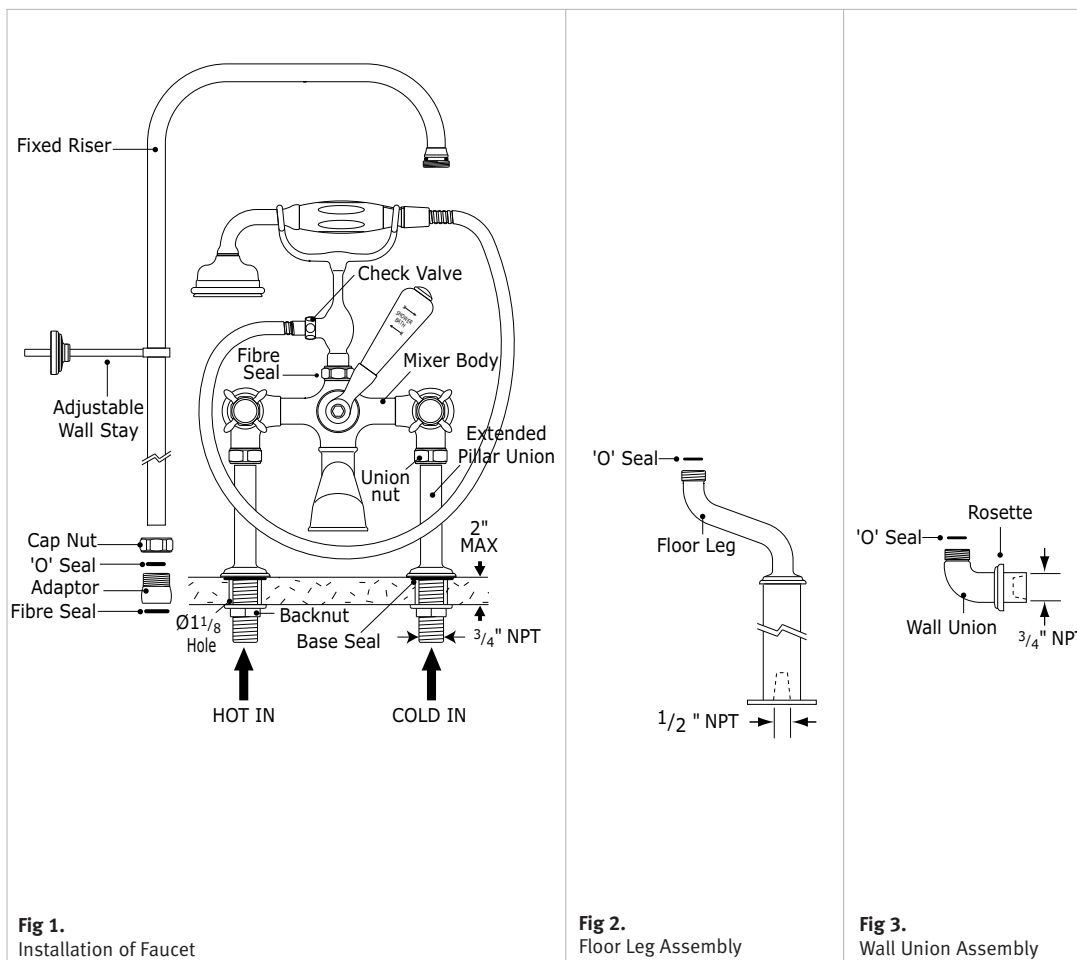 Fixed Riser
Check Valve
Fibre
Seal
SHOWER
BATH
Mixer Body
Adjustable
Wall Stay
Extended
Pillar Union
Union
nut
2"
MAX
Cap Nut
'O' Seal
Adaptor
Fibre Seal
Ø1 1/8
Hole
Backnut
Base Seal
3/4" NPT
HOT IN
COLD IN
Fig 1.
Installation of Faucet
'O' Seal
Floor Leg
1/2 " NPT
Fig 2.
Floor Leg Assembly
Rosette
'O' Seal
Wall Union
3/4" NPT
Fig 3.
Wall Union Assembly